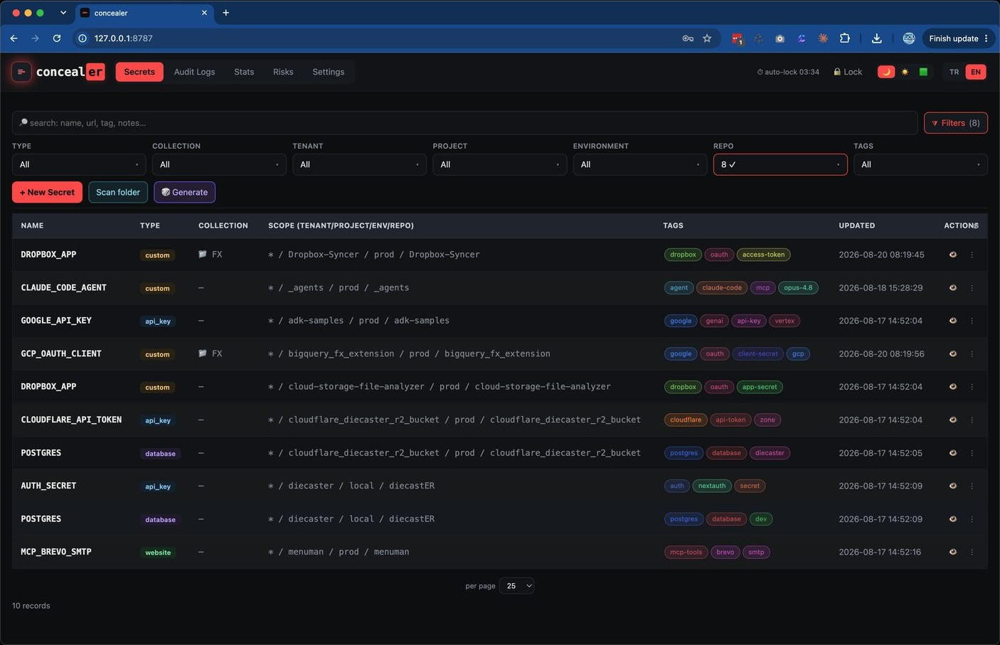 concealer
127.0.0.1:8787
1
Finish update
concealer
Secrets
Audit Logs
Stats
Risks
Settings
auto-lock 03:34
Lock
TR
EN
search: name, url, tag, notes...
Filters (8)
TYPE
COLLECTION
TENANT
PROJECT
ENVIRONMENT
REPO
TAGS
All
All
All
All
All
8 ✓
All
+ New Secret
Scan folder
Generate
NAME TYPE COLLECTION SCOPE (TENANT/PROJECT/ENV/REPO) TAGS UPDATED ACTIONS
DROPBOX_APP custom FX * / Dropbox-Syncer / prod / Dropbox-Syncer dropbox oauth access-token 2026-08-20 08:19:45
CLAUDE_CODE_AGENT custom — * / _agents / prod / _agents agent claude-code mcp opus-4.8 2026-08-18 15:28:29
GOOGLE_API_KEY api_key — * / adk-samples / prod / adk-samples google genai api-key vertex 2026-08-17 14:52:04
GCP_OAUTH_CLIENT custom FX * / bigquery_fx_extension / prod / bigquery_fx_extension google oauth client-secret gcp 2026-08-20 08:19:56
DROPBOX_APP custom — * / cloud-storage-file-analyzer / prod / cloud-storage-file-analyzer dropbox oauth app-secret 2026-08-17 14:52:04
CLOUDFLARE_API_TOKEN api_key — * / cloudflare_diecaster_r2_bucket / prod / cloudflare_diecaster_r2_bucket cloudflare api-token zone 2026-08-17 14:52:04
POSTGRES database — * / cloudflare_diecaster_r2_bucket / prod / cloudflare_diecaster_r2_bucket postgres database diecaster 2026-08-17 14:52:05
AUTH_SECRET api_key — * / diecaster / local / diecastER auth nextauth secret 2026-08-17 14:52:09
POSTGRES database — * / diecaster / local / diecastER postgres database dev 2026-08-17 14:52:09
MCP_BREVO_SMTP website — * / menuman / prod / menuman mcp-tools brevo smtp 2026-08-17 14:52:16
per page 25
10 records